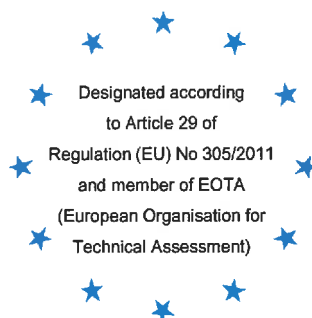 Designated according
to Article 29 of
Regulation (EU) No 305/2011
and member of EOTA
(European Organisation for
Technical Assessment)